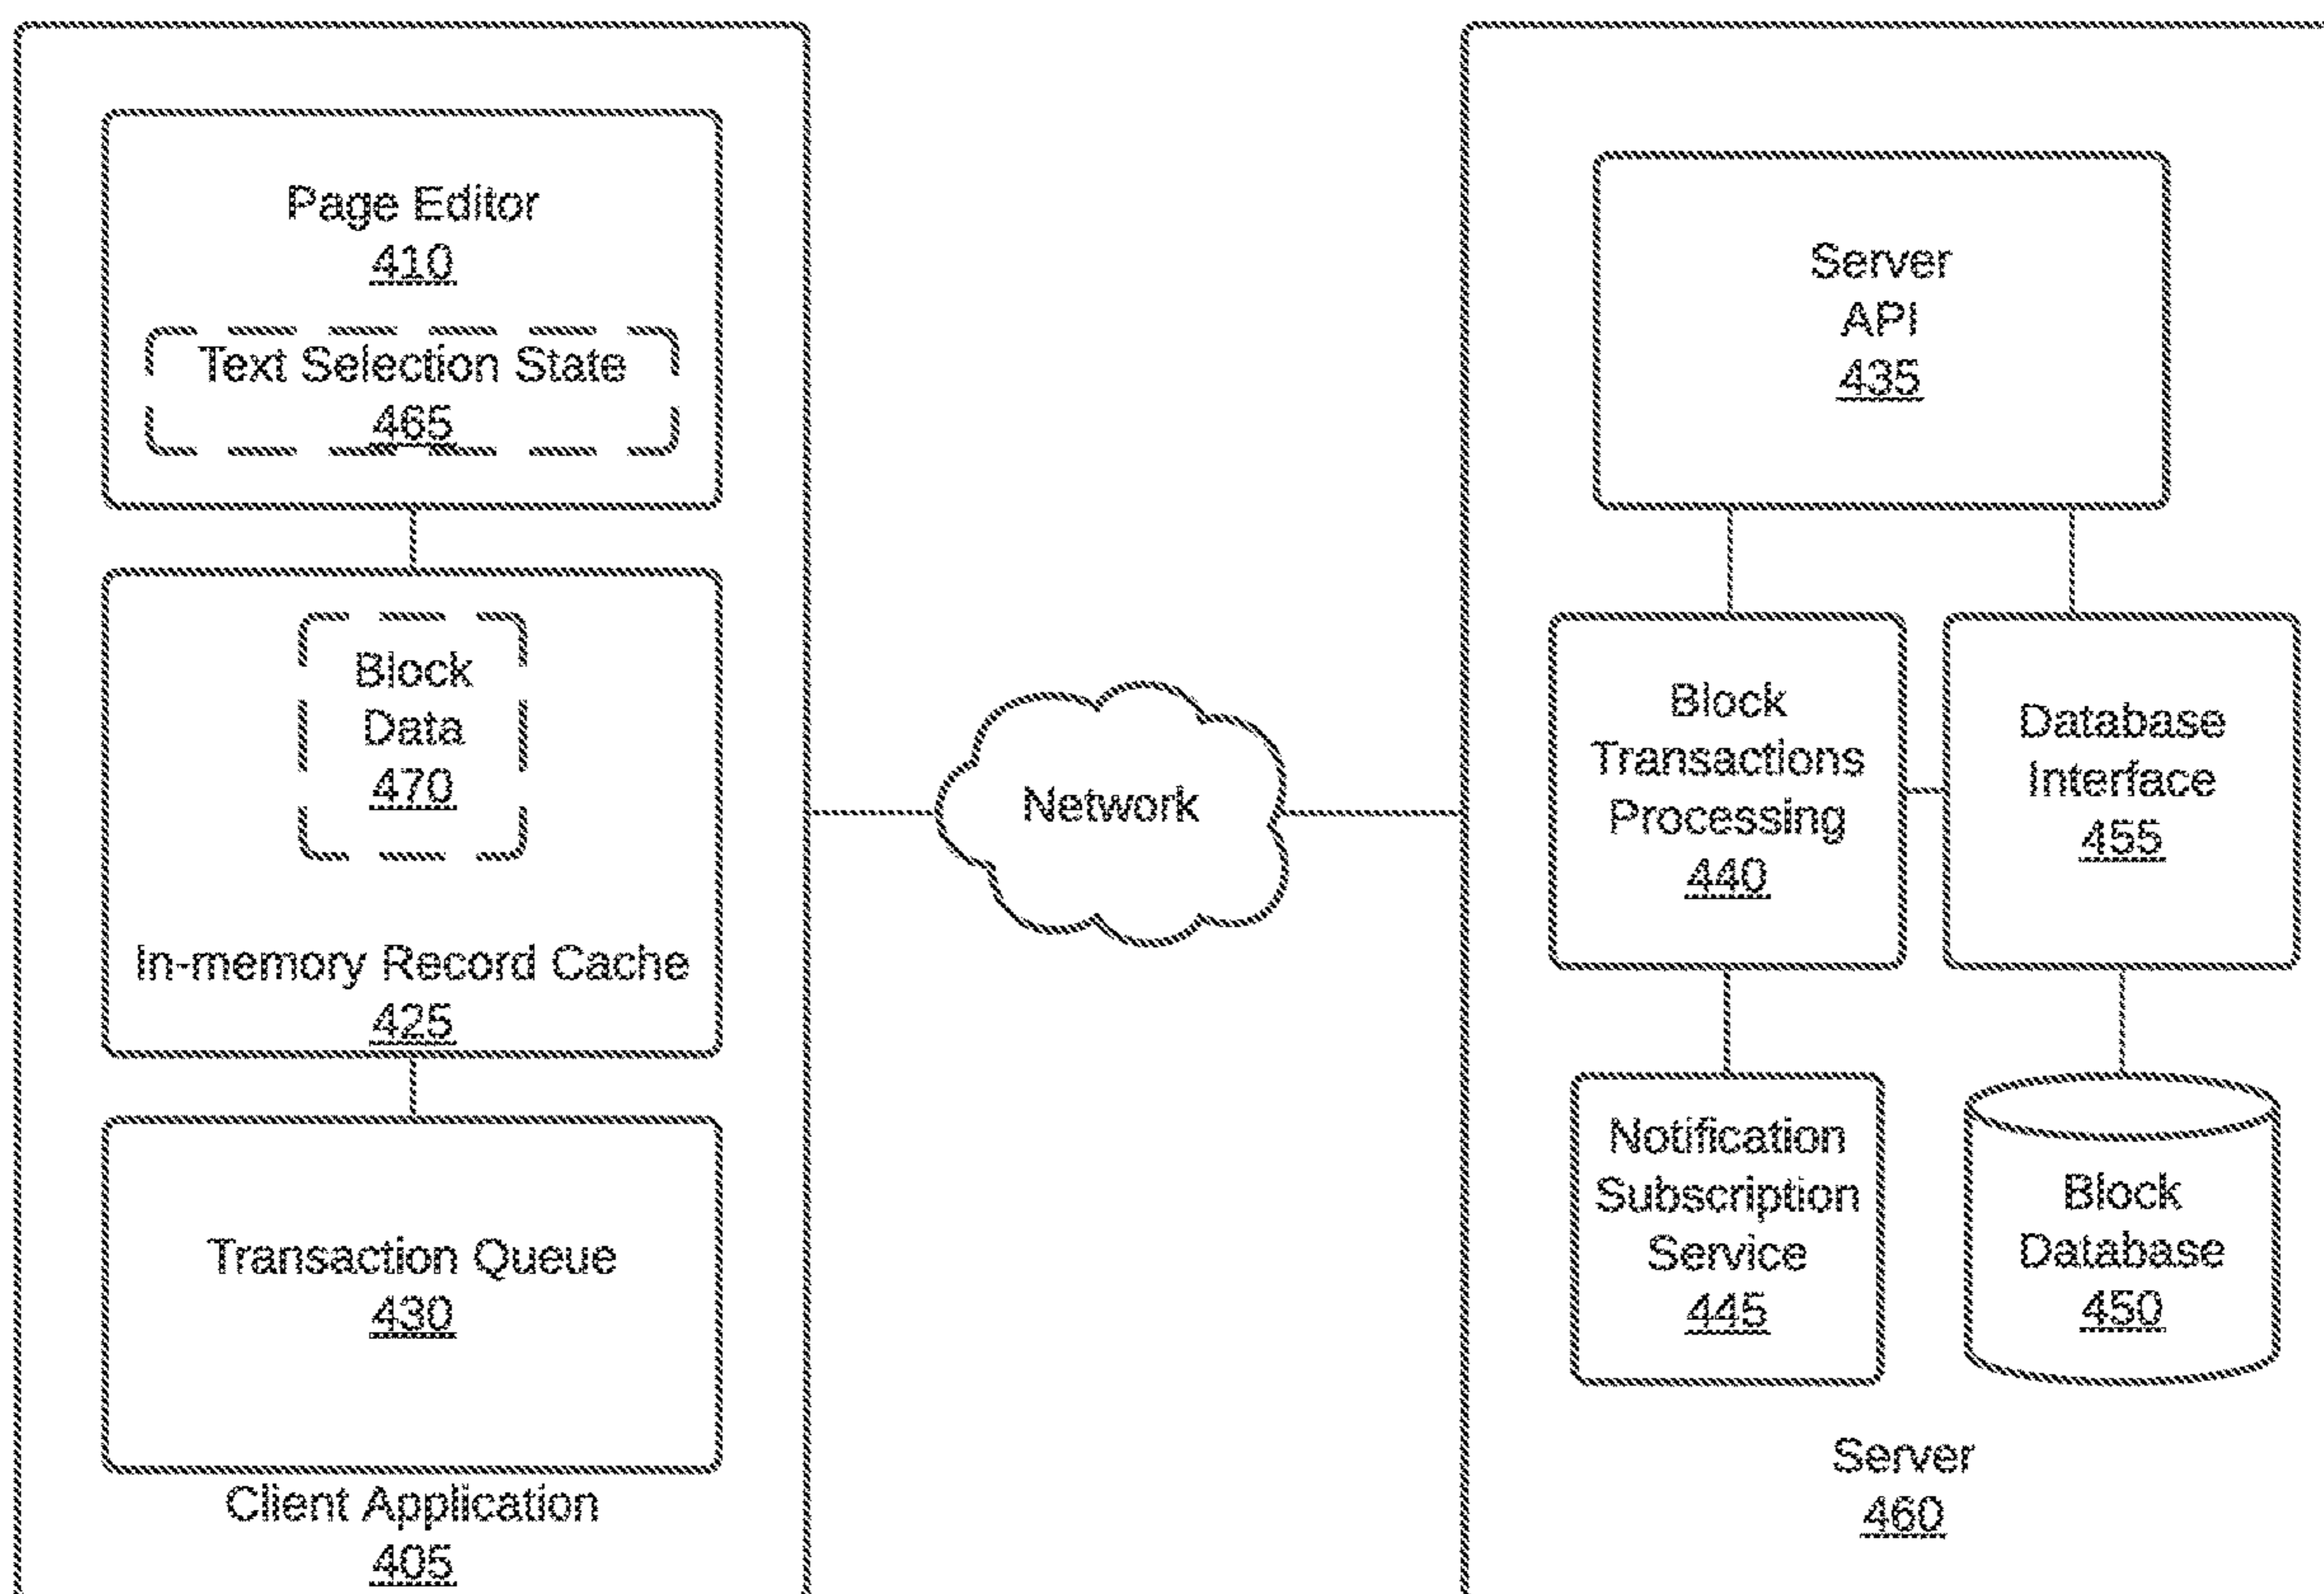 Page Editor
410
Text Selection State
465
Block
Data
470
In-memory Record Cache
425
Transaction Queue
430
Client Application
405
Network
Server
API
435
Block
Transactions
Processing
440
Database
Interface
455
Notification
Subscription
Service
445
Block
Database
450
Server
460